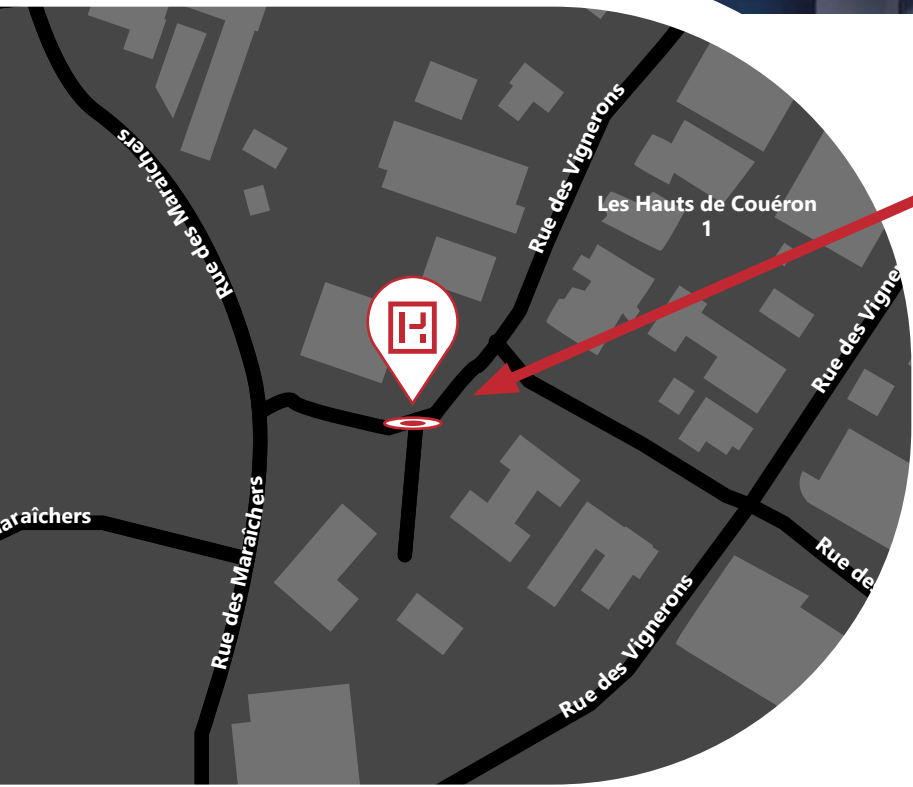 Rue des Maraîchers
Rue des Vignerons
Les Hauts de Couéron
1
Rue des Vigne
araîchers
Rue des Maraîchers
Rue de
Rue des Vignerons